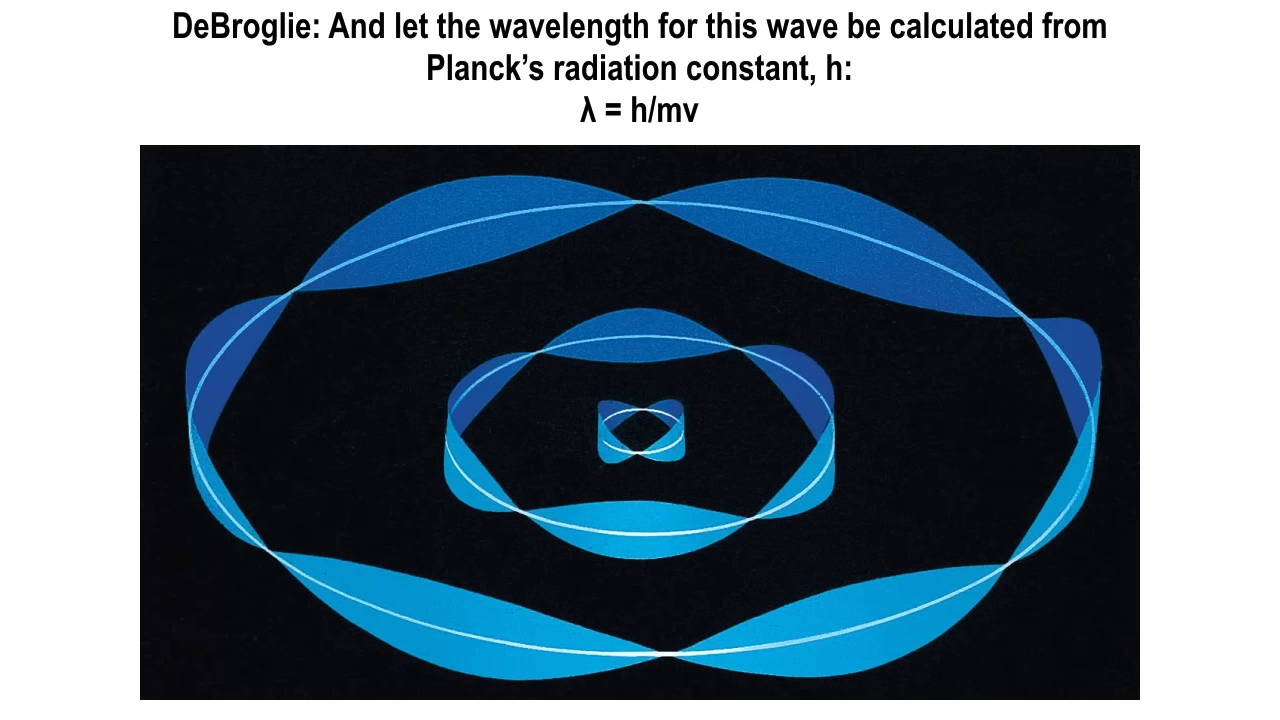 DeBroglie: And let the wavelength for this wave be calculated from
Planck’s radiation constant, h:
λ = h/mv